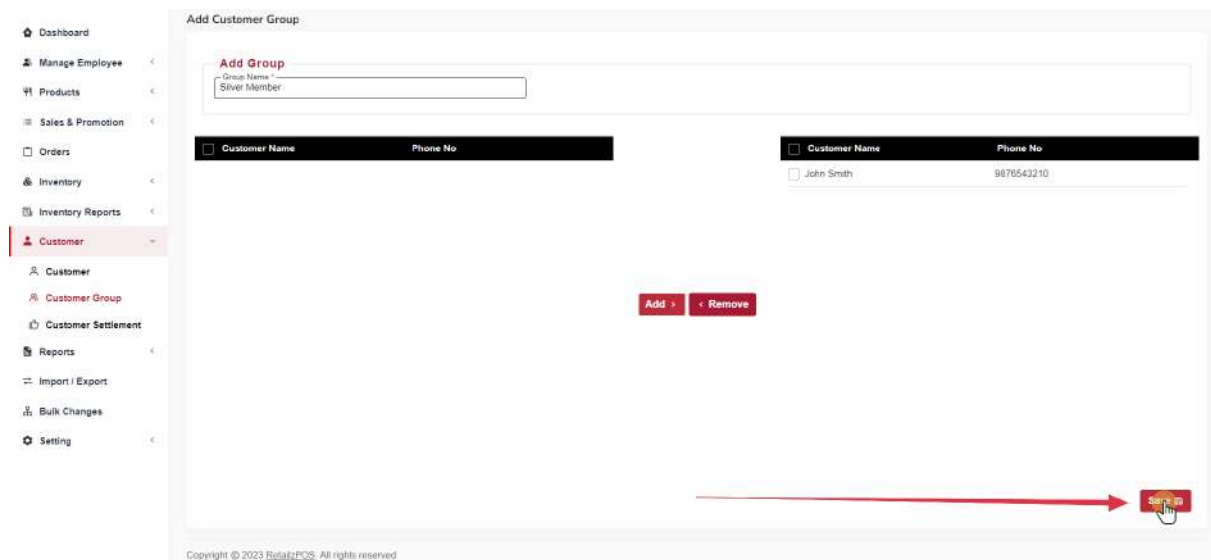 Add Customer Group
Dashboard
Manage Employee
Products
Sales & Promotion
Orders
Inventory
Inventory Reports
Customer
Customer
Customer Group
Customer Settlement
Reports
Import / Export
Bulk Changes
Setting
Add Group
Group Name *
Silver Member
Customer Name Phone No
Customer Name Phone No
John Smith 9876543210
Add › ‹ Remove
Copyright @ 2023 RetailzPOS. All rights reserved